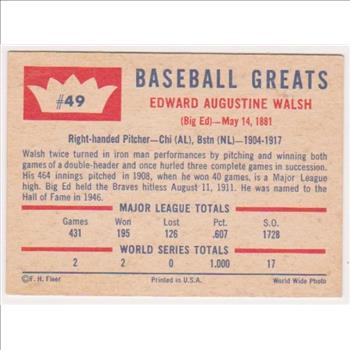 #49
BASEBALL GREATS
EDWARD AUGUSTINE WALSH
(Big Ed)—May 14, 1881
Right-handed Pitcher—Chi (AL), Bstn (NL)—1904-1917
Walsh twice turned in iron man performances by pitching and winning both
games of a double-header and once hurled three complete games in succession.
His 464 innings pitched in 1908, when he won 40 games, is a Major League
high. Big Ed held the Braves hitless August 11, 1911. He was named to the
Hall of Fame in 1946.
MAJOR LEAGUE TOTALS
Games Won Lost Pct. S.O.
431 195 126 .607 1728
WORLD SERIES TOTALS
2 2 0 1.000 17
©F. H. Fleer Printed in U.S.A. World Wide Photo